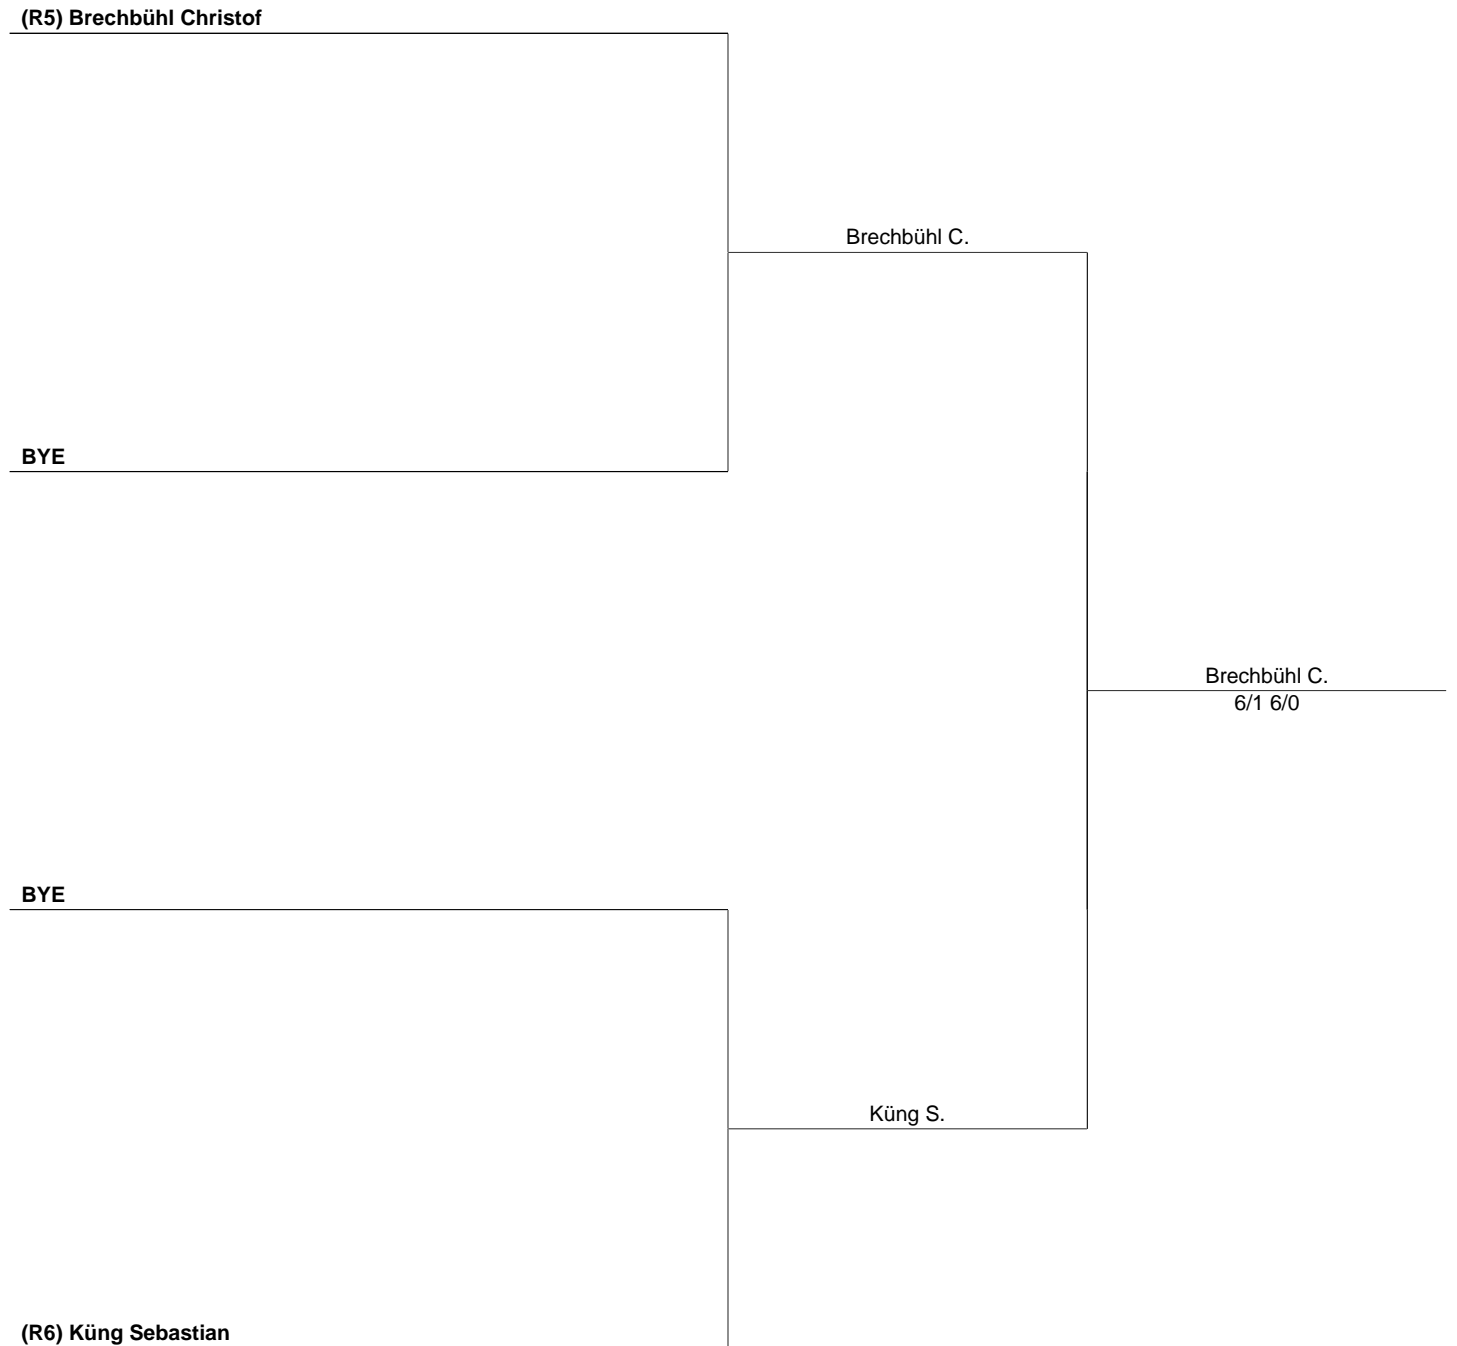 (R5) Brechbühl Christof
Brechbühl C.
BYE
Brechbühl C.
6/1 6/0
BYE
Küng S.
(R6) Küng Sebastian